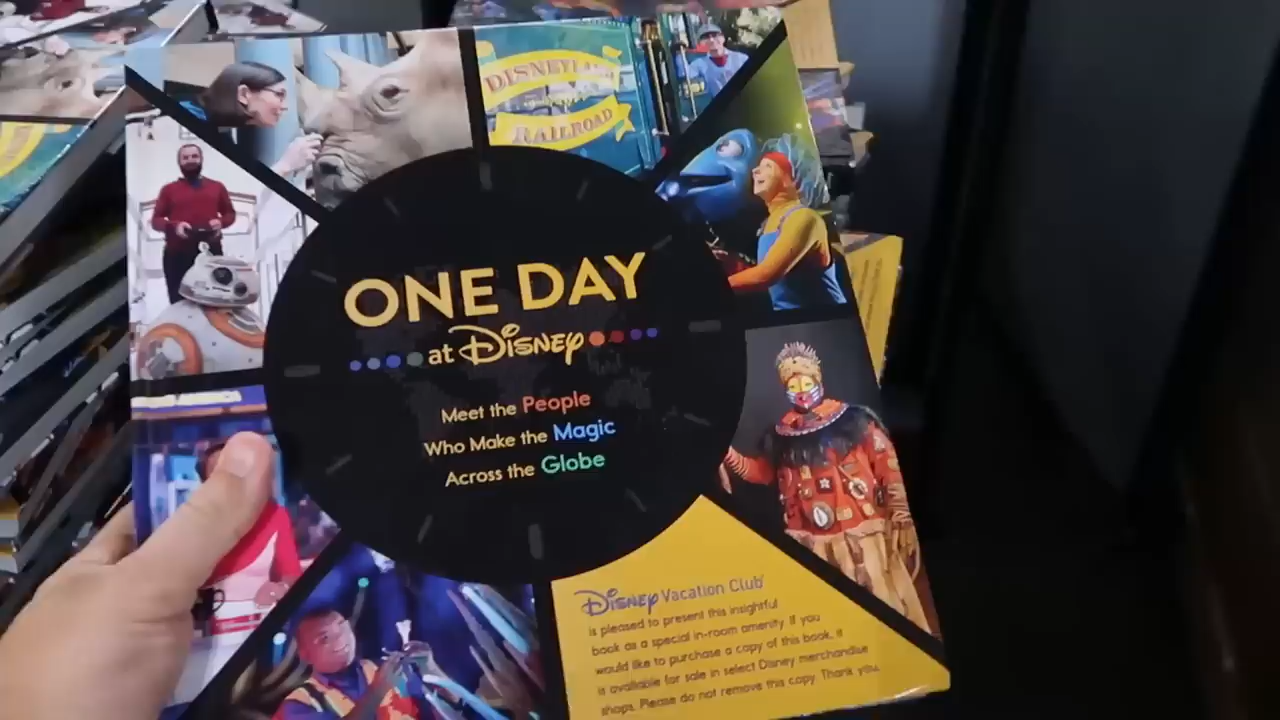 DISNEYLAND
RAILROAD
ONE DAY
at Disney
Meet the People
Who Make the Magic
Across the Globe
Disney Vacation Club
is pleased to present this insightful
book as a special in-room amenity. If you
would like to purchase a copy of this book, it
is available for sale in select Disney merchandise
shops. Please do not remove this copy. Thank you.